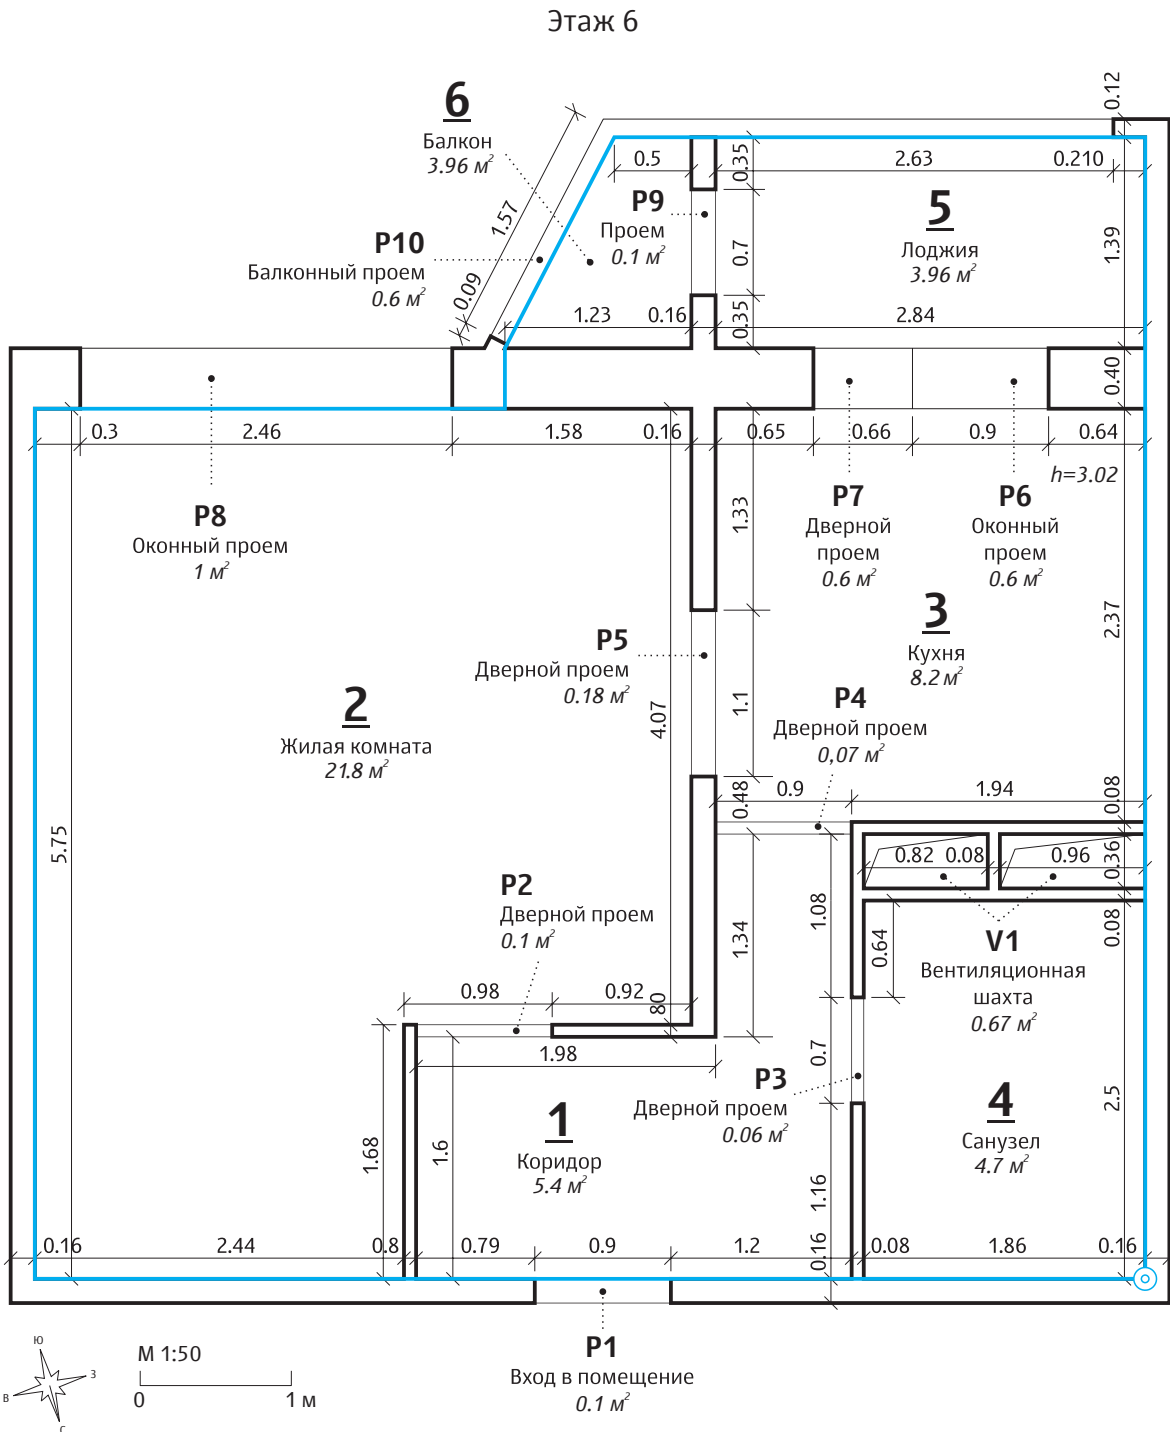 Этаж 6
0.12
6
Балкон
3.96 м²
0.5
0.35
2.63
0.210
P9
Проем
0.1 м²
5
Лоджия
3.96 м²
1.57
0.7
1.39
P10
Балконный проем
0.6 м²
0.09
1.23
0.16
0.35
2.84
0.40
0.3
2.46
1.58
0.16
0.65
0.66
0.9
0.64
h=3.02
P8
Оконный проем
1 м²
1.33
P7
Дверной
проем
0.6 м²
P6
Оконный
проем
0.6 м²
3
Кухня
8.2 м²
2.37
P5
Дверной проем
0.18 м²
4.07
1.1
2
Жилая комната
21.8 м²
P4
Дверной проем
0,07 м²
0.48
0.9
1.94
0.08
5.75
0.82
0.08
0.96
0.36
P2
Дверной проем
0.1 м²
1.34
1.08
0.64
0.08
V1
Вентиляционная
шахта
0.67 м²
0.98
0.92
80
1.98
0.7
P3
Дверной проем
0.06 м²
2.5
1
Коридор
5.4 м²
4
Санузел
4.7 м²
1.68
1.6
1.16
0.16
2.44
0.8
0.79
0.9
1.2
0.16
0.08
1.86
0.16
P1
Вход в помещение
0.1 м²
ю
в
з
с
М 1:50
0
1 м